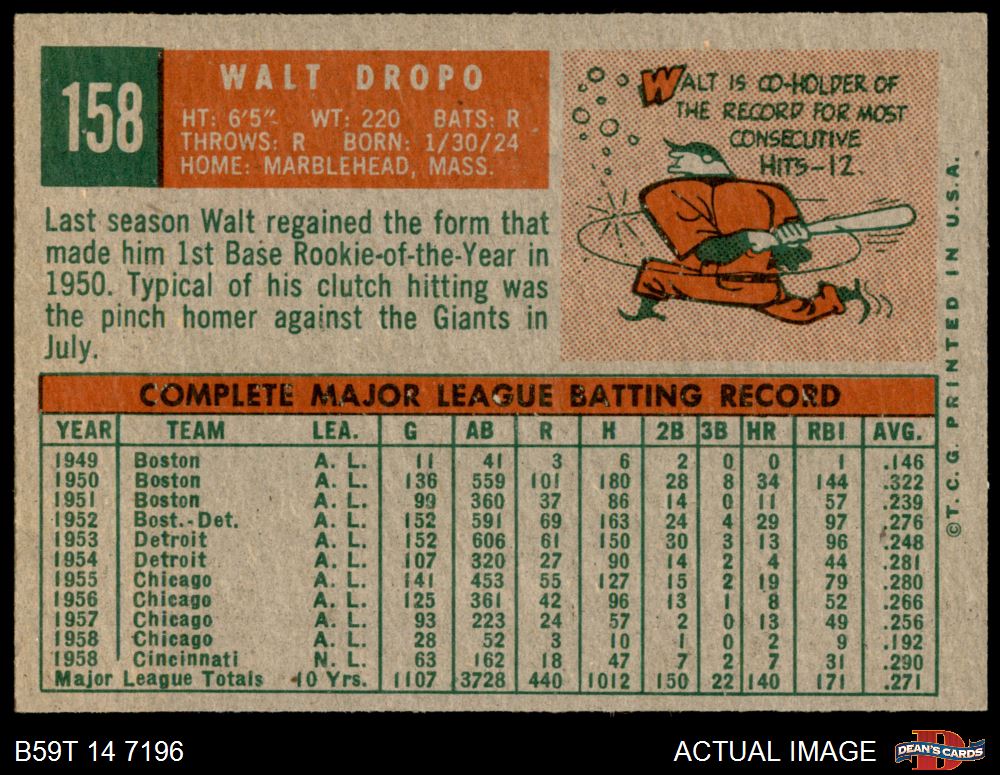 158
WALT DROPO
HT: 6'5" WT: 220 BATS: R
THROWS: R BORN: 1/30/24
HOME: MARBLEHEAD, MASS.
WALT IS CO-HOLDER OF
THE RECORD FOR MOST
CONSECUTIVE
HITS-12.
Last season Walt regained the form that
made him 1st Base Rookie-of-the-Year in
1950. Typical of his clutch hitting was
the pinch homer against the Giants in
July.
COMPLETE MAJOR LEAGUE BATTING RECORD
YEAR TEAM LEA. G AB R H 2B 3B HR RBI AVG.
1949 Boston A. L. 11 41 3 6 2 0 0 1 .146
1950 Boston A. L. 136 559 101 180 28 8 34 144 .322
1951 Boston A. L. 99 360 37 86 14 0 11 57 .239
1952 Bost.-Det. A. L. 152 591 69 163 24 4 29 97 .276
1953 Detroit A. L. 152 606 61 150 30 3 13 96 .248
1954 Detroit A. L. 107 320 27 90 14 2 4 44 .281
1955 Chicago A. L. 141 453 55 127 15 2 19 79 .280
1956 Chicago A. L. 125 361 42 96 13 1 8 52 .266
1957 Chicago A. L. 93 223 24 57 2 0 13 49 .256
1958 Chicago A. L. 28 52 3 10 1 0 2 9 .192
1958 Cincinnati N. L. 63 162 18 47 7 2 7 31 .290
Major League Totals 10 Yrs. 1107 3728 440 1012 150 22 140 171 .271
©T.C.G. PRINTED IN U.S.A.
B59T 14 7196
ACTUAL IMAGE
D
DEAN'S CARDS